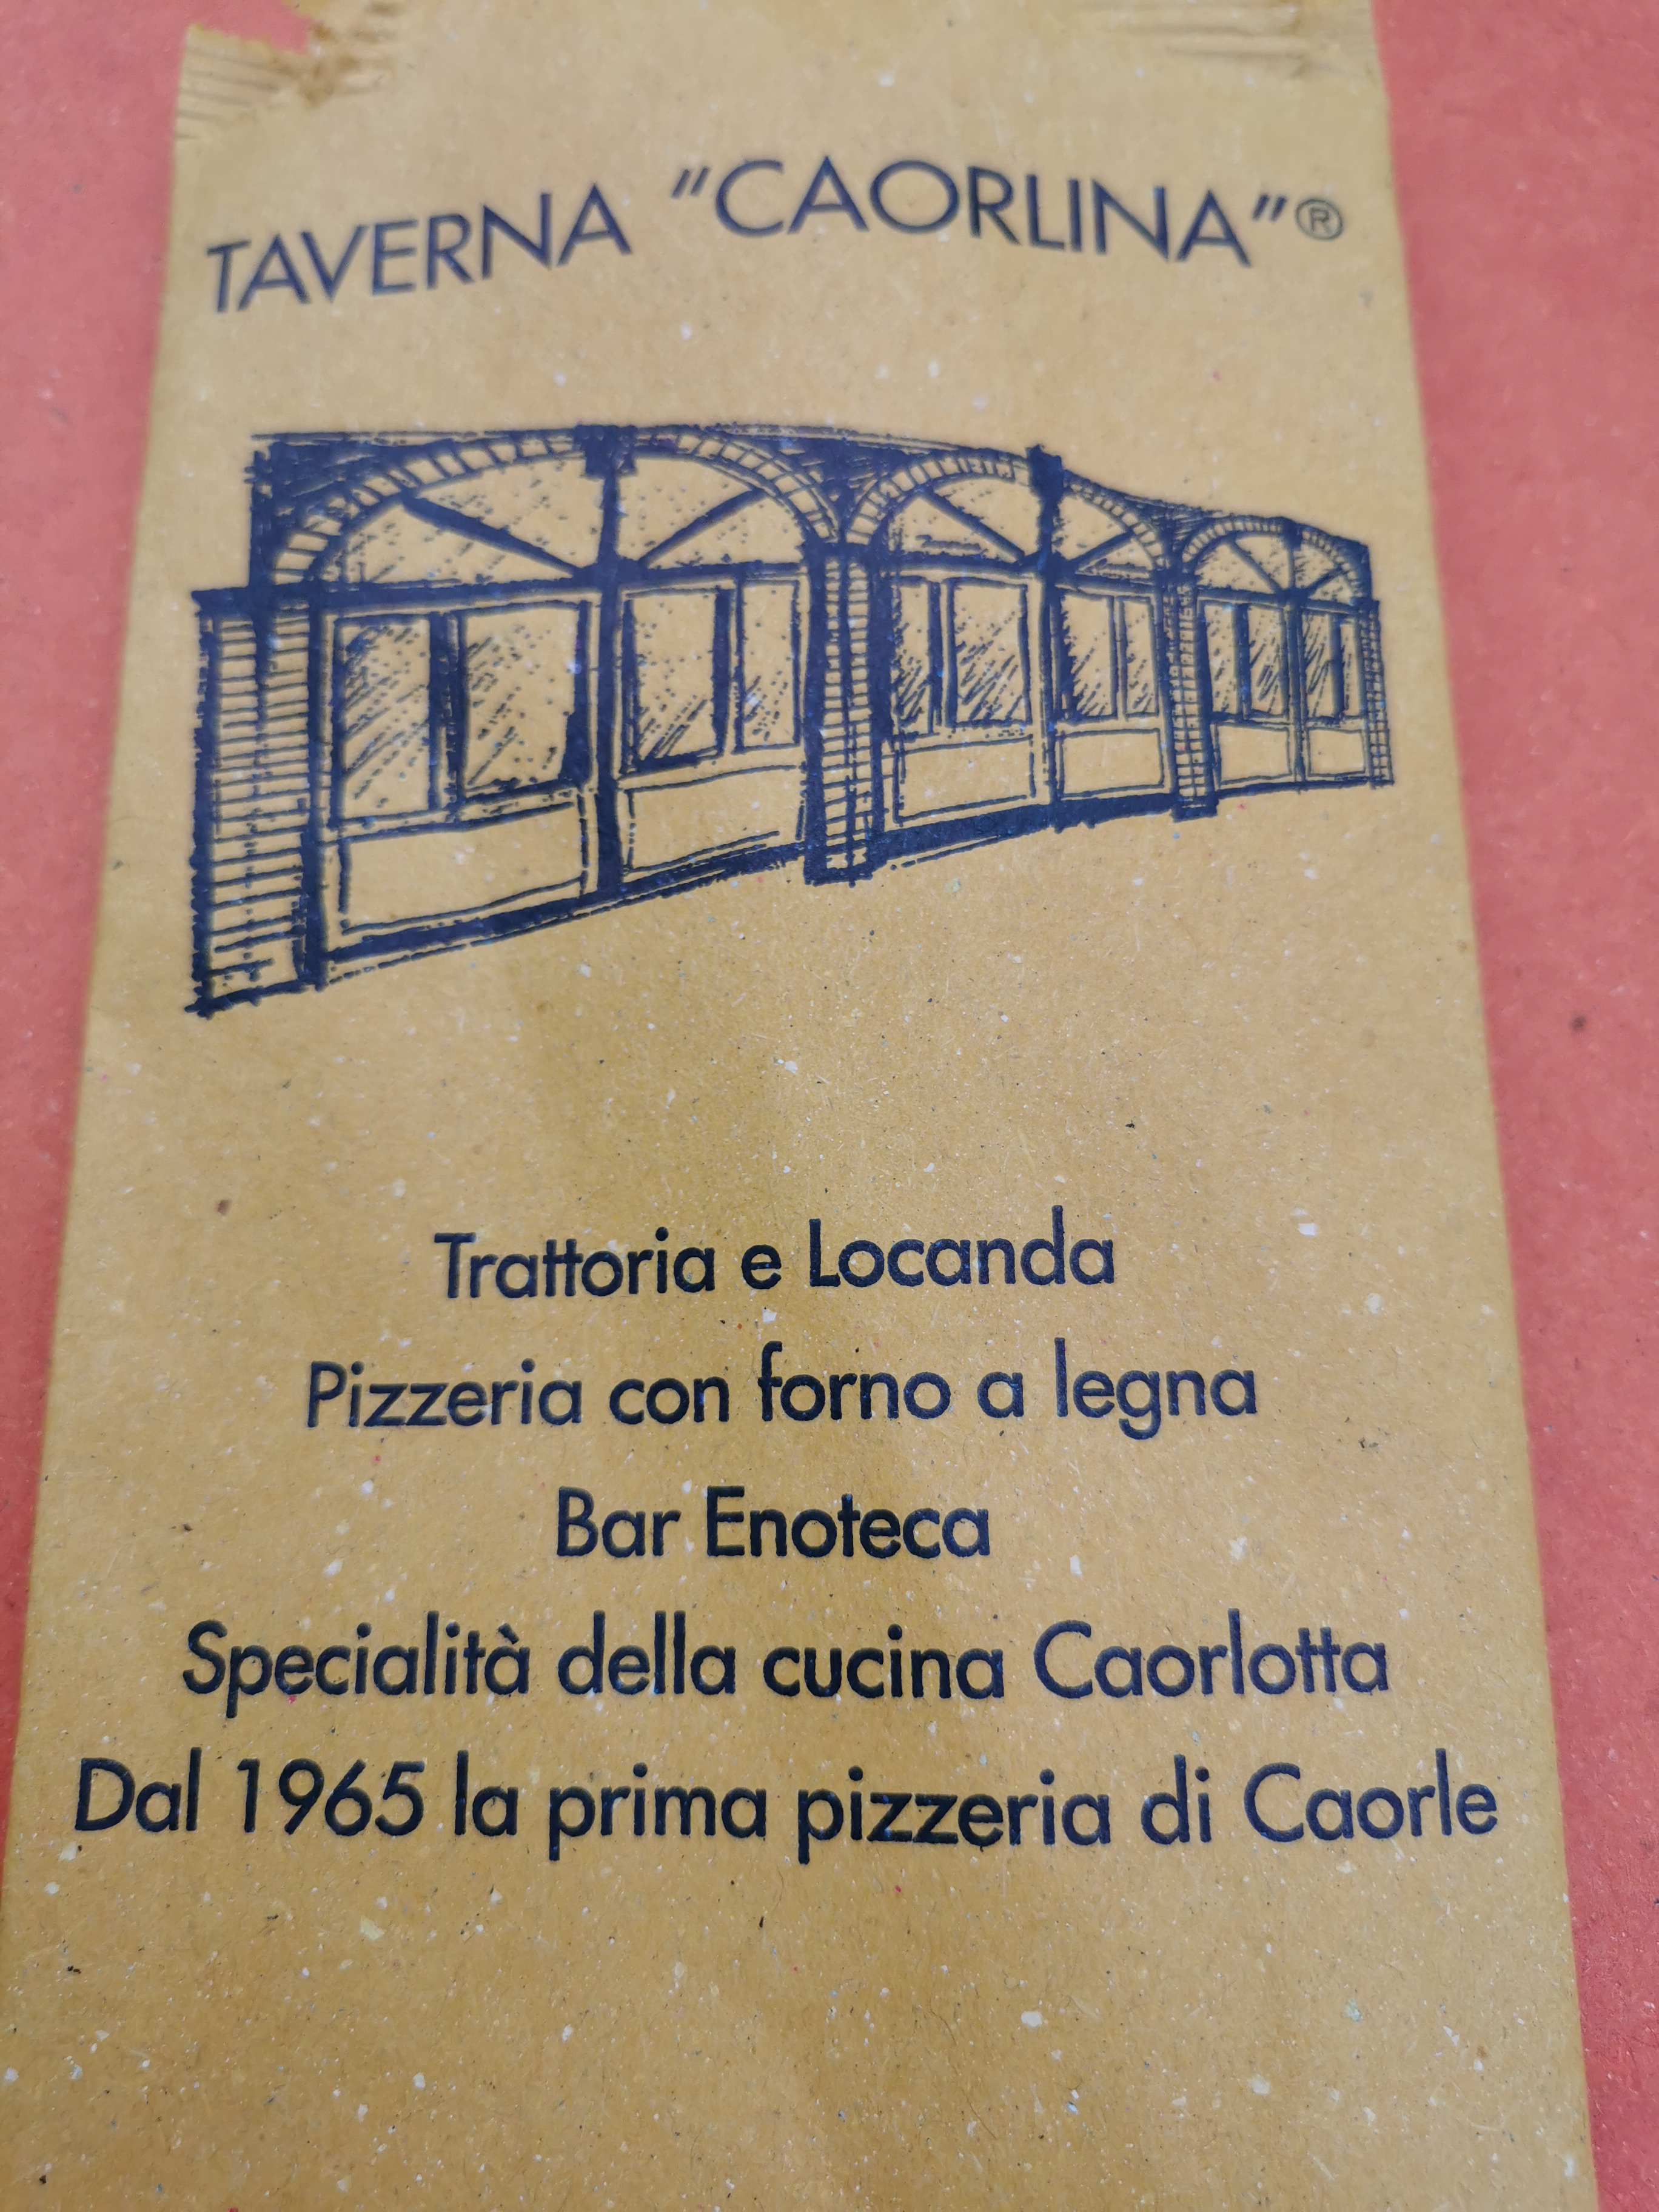 TAVERNA "CAORLINA"®
Trattoria e Locanda
Pizzeria con forno a legna
Bar Enoteca
Specialità della cucina Caorlotta
Dal 1965 la prima pizzeria di Caorle